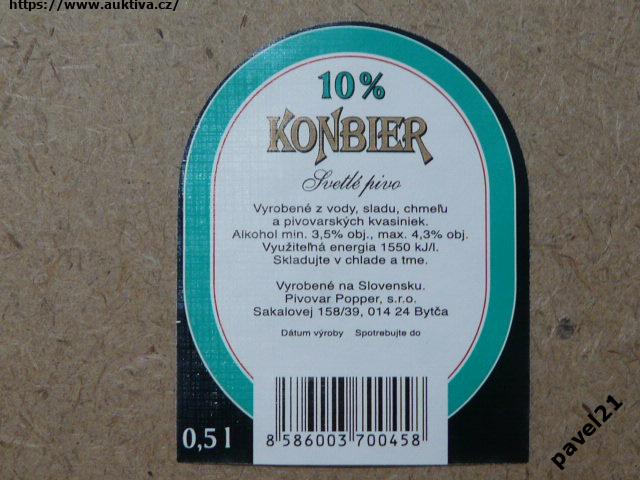 https://www.auktiva.cz/
10%
KONBIER
Svetlé pivo
Vyrobené z vody, sladu, chmeľu
a pivovarských kvasiniek.
Alkohol min. 3,5% obj., max. 4,3% obj.
Využiteľná energia 1550 kJ/l.
Skladujte v chlade a tme.
Vyrobené na Slovensku.
Pivovar Popper, s.r.o.
Sakalovej 158/39, 014 24 Bytča
Dátum výroby Spotrebujte do
0,5 l
8 586003 700458
pavel21